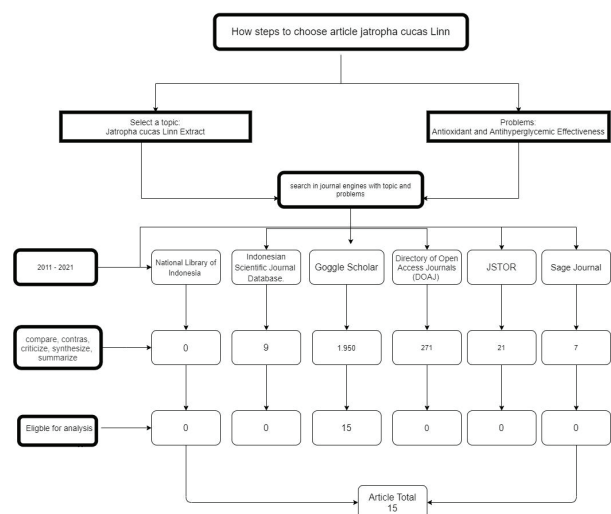 How steps to choose article jatropha cucas Linn
Select a topic:
Jatropha cucas Linn Extract
Problems:
Antioxidant and Antihyperglycemic Effectiveness
search in journal engines with topic and
problems
2011 - 2021
National Library of
Indonesia
Indonesian
Scientific Journal
Database.
Goggle Scholar
Directory of Open
Access Journals
(DOAJ)
JSTOR
Sage Journal
compare, contras,
criticize, synthesize,
summarize
0
9
1.950
271
21
7
Eligble for analysis
0
0
15
0
0
0
Article Total
15